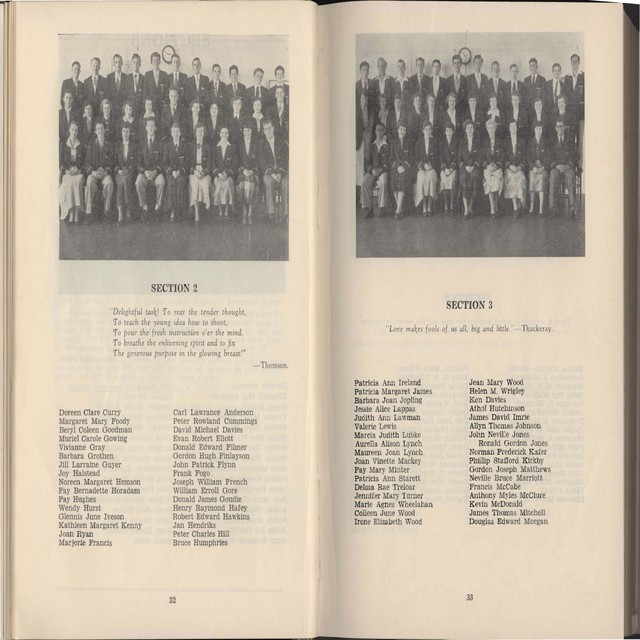 SECTION 2
"Delightful task! To rear the tender thought,
To teach the young idea how to shoot,
To pour the fresh instruction o'er the mind,
To breathe the enlivening spirit and to fix
The generous purpose in the glowing breast!"
—Thomson.
Doreen Clare Curry
Margaret Mary Foody
Beryl Coleen Goodman
Muriel Carole Gowing
Vivianne Gray
Barbara Grothen
Jill Larraine Guyer
Joy Halstead
Noreen Margaret Hemson
Fay Bernadette Horadam
Fay Hughes
Wendy Hurst
Glennis June Iveson
Kathleen Margaret Kenny
Joan Ryan
Marjorie Francis
Carl Lawrance Anderson
Peter Rowland Cummings
David Michael Davies
Evan Robert Eliott
Donald Edward Filmer
Gordon Hugh Finlayson
John Patrick Flynn
Frank Fogo
Joseph William French
William Erroll Gore
Donald James Goudie
Henry Raymond Hafey
Robert Edward Hawkins
Jan Hendriks
Peter Charles Hill
Bruce Humphries
32
SECTION 3
"Love makes fools of us all, big and little."—Thackeray.
Patricia Ann Ireland
Patricia Margaret James
Barbara Joan Jopling
Jessie Alice Lappas
Judith Ann Lawman
Valerie Lewis
Marcia Judith Luske
Aurella Alison Lynch
Maureen Joan Lynch
Joan Vinette Mackey
Fay Mary Minter
Patricia Ann Starett
Delma Rae Treloar
Jennifer Mary Turner
Marie Agnes Wheelahan
Colleen June Wood
Irene Elizabeth Wood
Jean Mary Wood
Helen M. Wrigley
Ken Davies
Athol Hutchinson
James David Imrie
Allyn Thomas Johnson
John Neville Jones
Ronald Gordon Jones
Norman Frederick Kafer
Phillip Stafford Kirkby
Gordon Joseph Matthews
Neville Bruce Marriott
Francis McCabe
Anthony Myles McClure
Kevin McDonald
James Thomas Mitchell
Douglas Edward Morgan
33